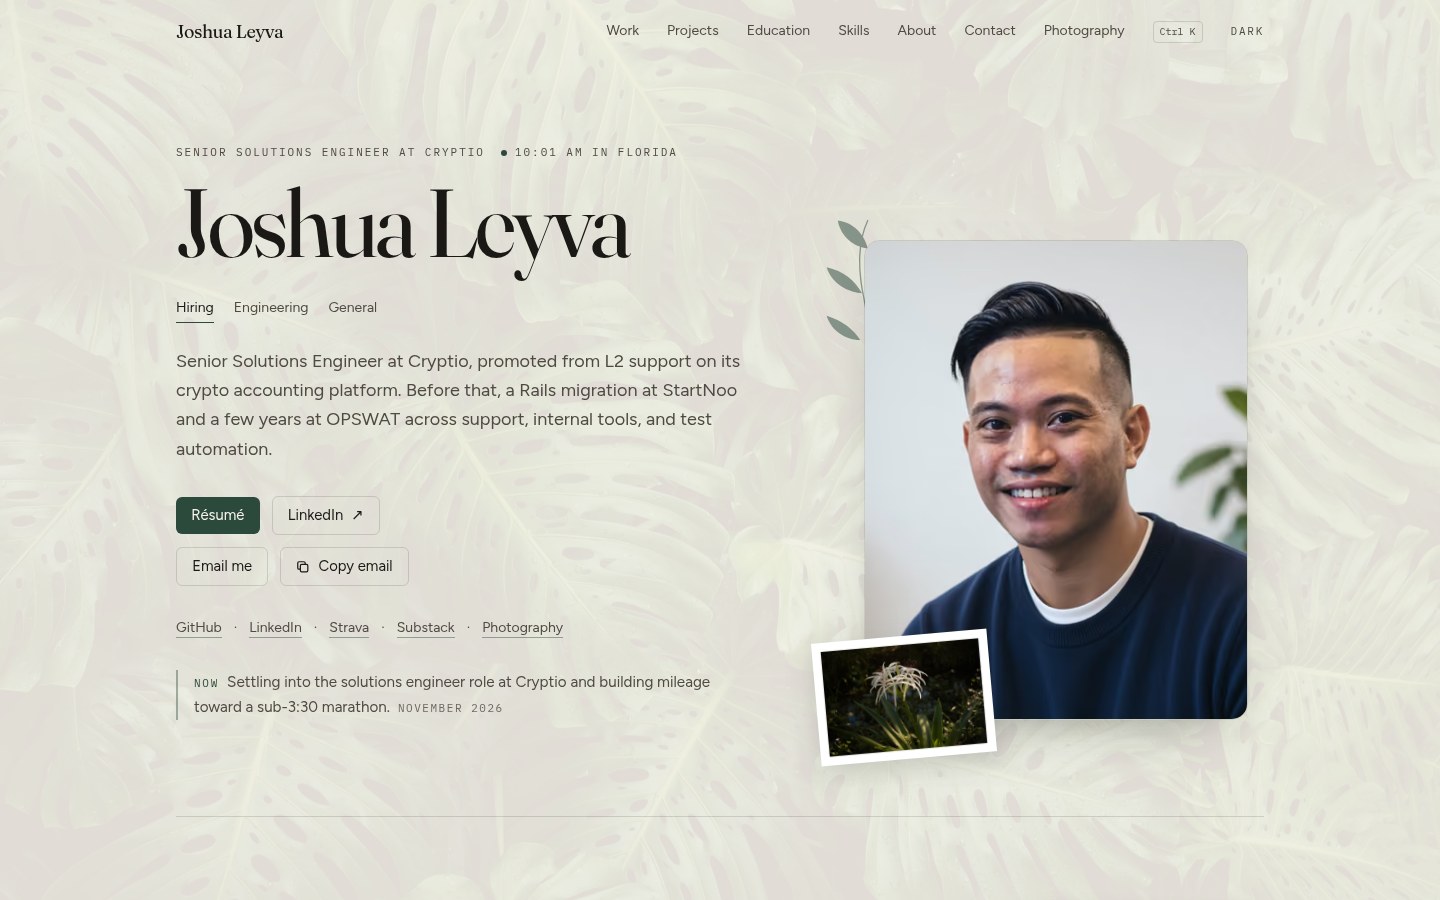 Joshua Leyva
Work Projects Education Skills About Contact Photography Ctrl K DARK
SENIOR SOLUTIONS ENGINEER AT CRYPTIO • 10:01 AM IN FLORIDA
Joshua Leyva
Hiring Engineering General
Senior Solutions Engineer at Cryptio, promoted from L2 support on its
crypto accounting platform. Before that, a Rails migration at StartNoo
and a few years at OPSWAT across support, internal tools, and test
automation.
Résumé LinkedIn ↗
Email me Copy email
GitHub · LinkedIn · Strava · Substack · Photography
NOW Settling into the solutions engineer role at Cryptio and building mileage
toward a sub-3:30 marathon. NOVEMBER 2026